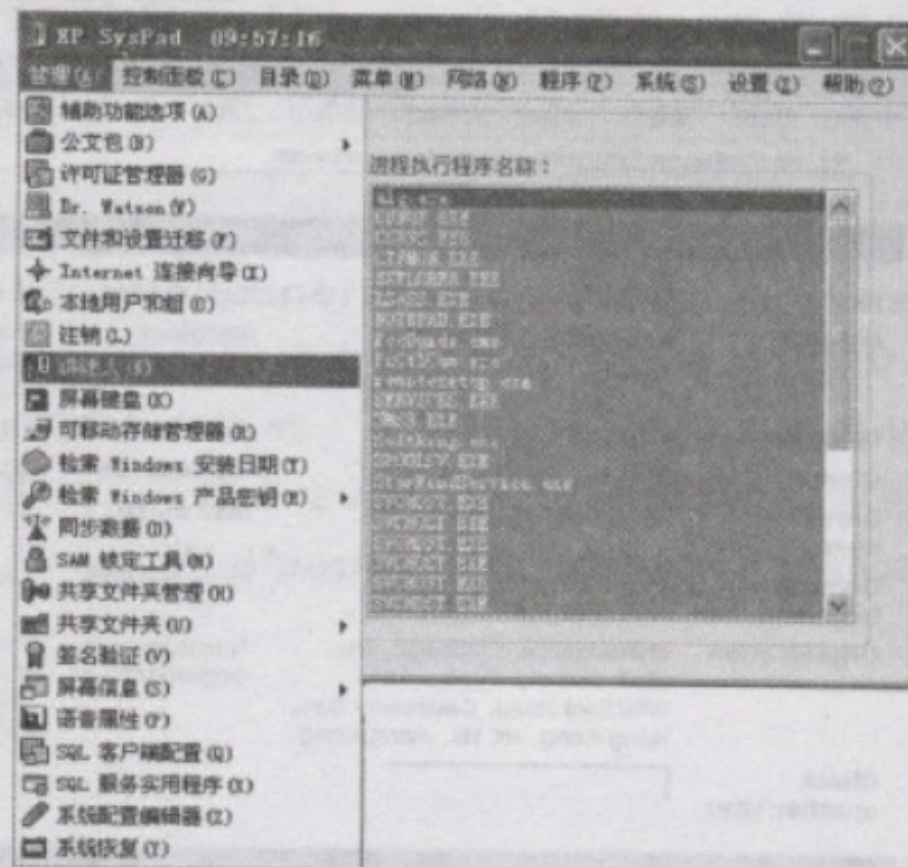 XP SysPad 09:57:16
管理(A) 控制面板(C) 目录(D) 菜单(M) 网络(N) 程序(P) 系统(S) 设置(I) 帮助(O)
辅助功能选项(A)
公文包(B)
许可证管理器(G)
Dr. Watson(W)
文件和设置迁移(F)
Internet 连接向导(I)
本地用户和组(O)
注销(L)
讲述人
屏幕键盘(K)
可移动存储管理器(R)
检索 Windows 安装日期(T)
检索 Windows 产品密钥(E)
同步数据(D)
SAM 锁定工具(N)
共享文件夹管理(H)
共享文件夹(U)
签名验证(V)
屏幕信息(S)
语音属性(P)
SQL 客户端配置(Q)
SQL 服务实用程序(X)
系统配置编辑器(Z)
系统恢复(T)
进程执行程序名称：
CTFMON.EXE
EXPLORER.EXE
LSASS.EXE
NOTEPAD.EXE
remotesetup.exe
SERVICES.EXE
SMSS.EXE
SPOOLSV.EXE
StarWindService.exe
SVCHOST.EXE
SVCHOST.EXE
SVCHOST.EXE
SVCHOST.EXE
SVCHOST.EXE